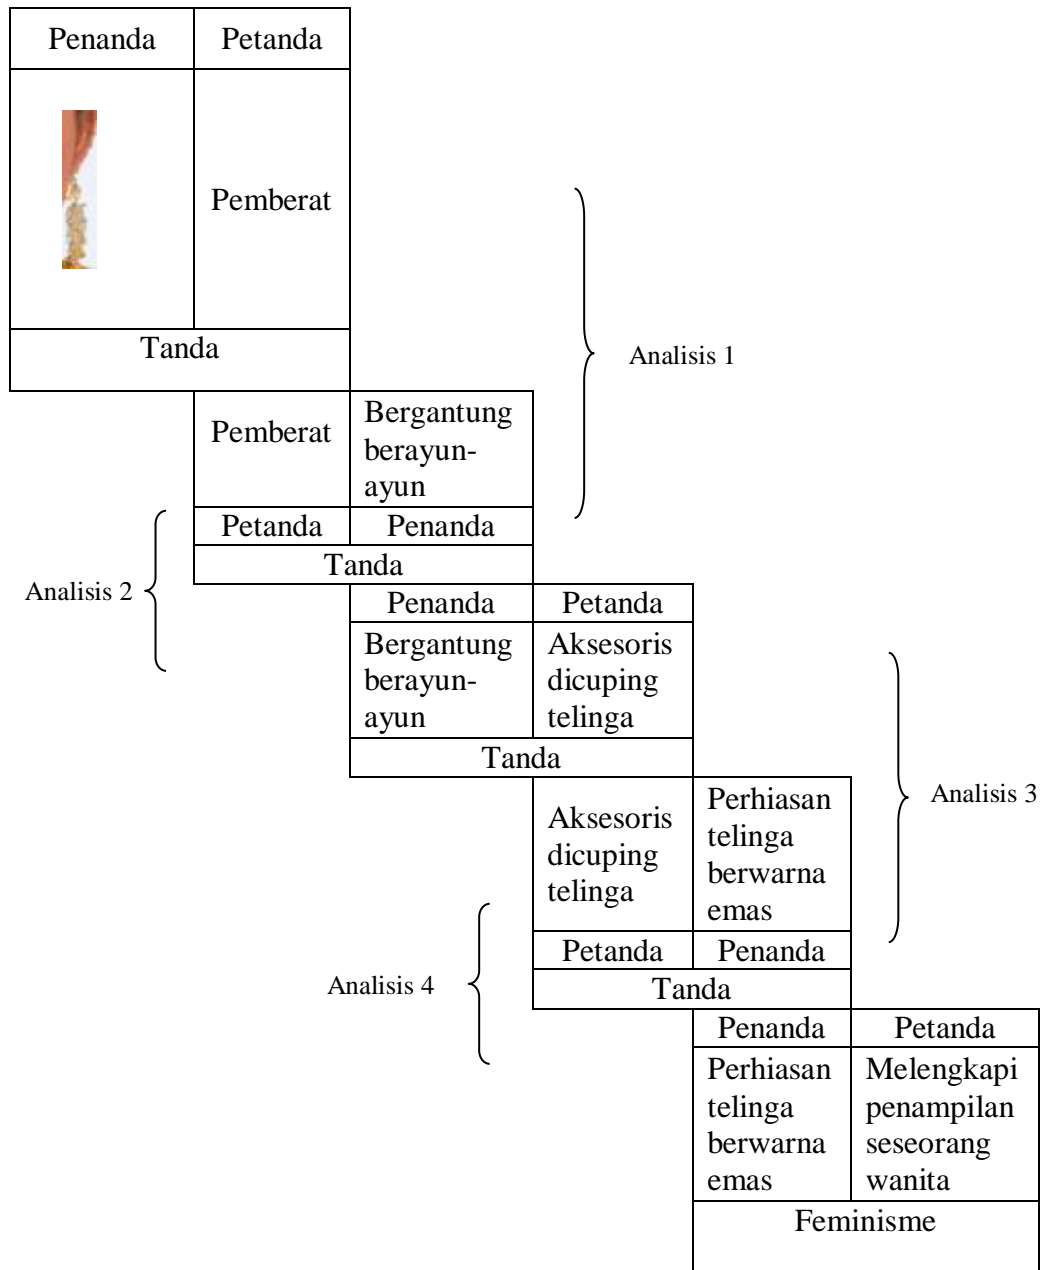 Penanda Petanda
Pemberat
Tanda
Analisis 1
Pemberat
Bergantung
berayun-
ayun
Petanda Penanda
Tanda
Analisis 2
Penanda Petanda
Bergantung
berayun-
ayun
Aksesoris
dicuping
telinga
Tanda
Analisis 3
Aksesoris
dicuping
telinga
Perhiasan
telinga
berwarna
emas
Petanda Penanda
Tanda
Analisis 4
Penanda Petanda
Perhiasan
telinga
berwarna
emas
Melengkapi
penampilan
seseorang
wanita
Feminisme